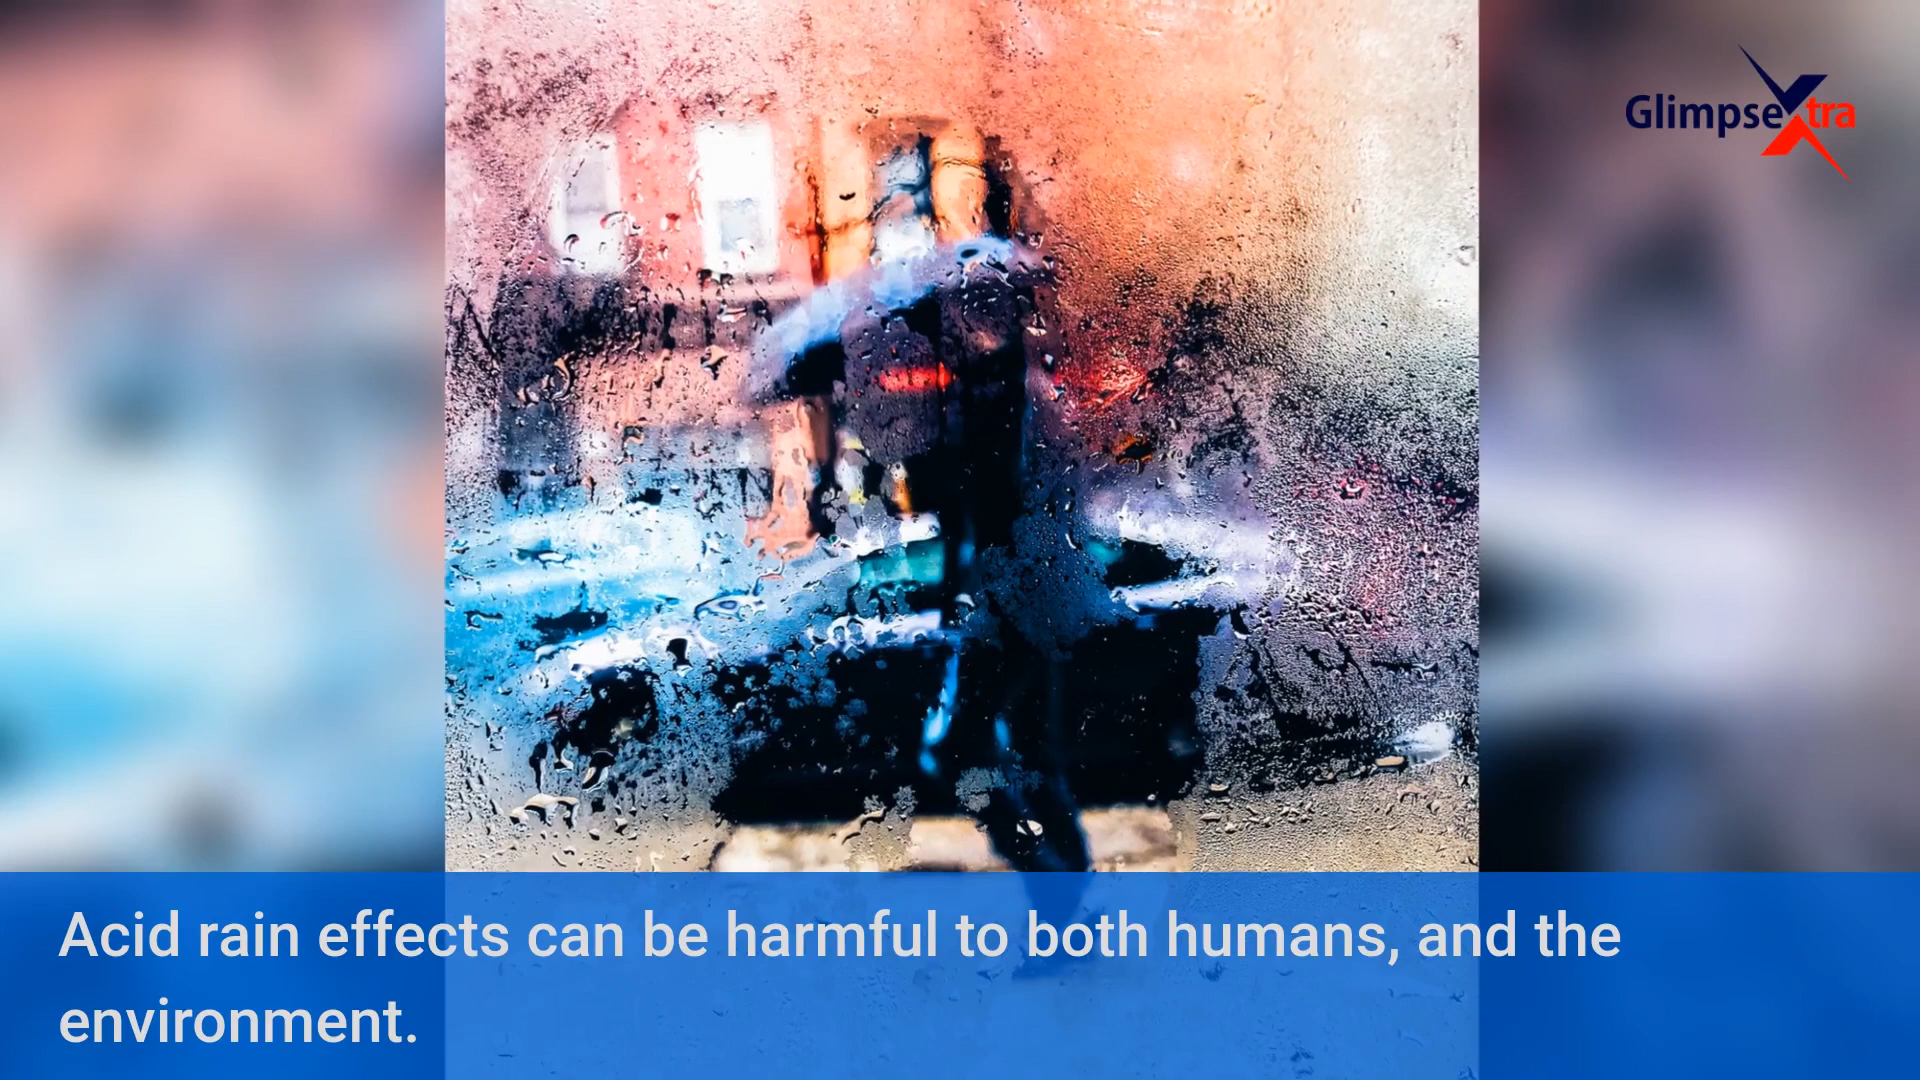 GlimpseXtra
Acid rain effects can be harmful to both humans, and the
environment.